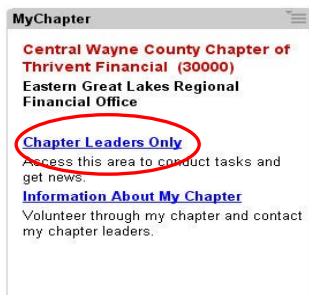 MyChapter
Central Wayne County Chapter of
Thrivent Financial (30000)
Eastern Great Lakes Regional
Financial Office
Chapter Leaders Only
Access this area to conduct tasks and
get news.
Information About My Chapter
Volunteer through my chapter and contact
my chapter leaders.